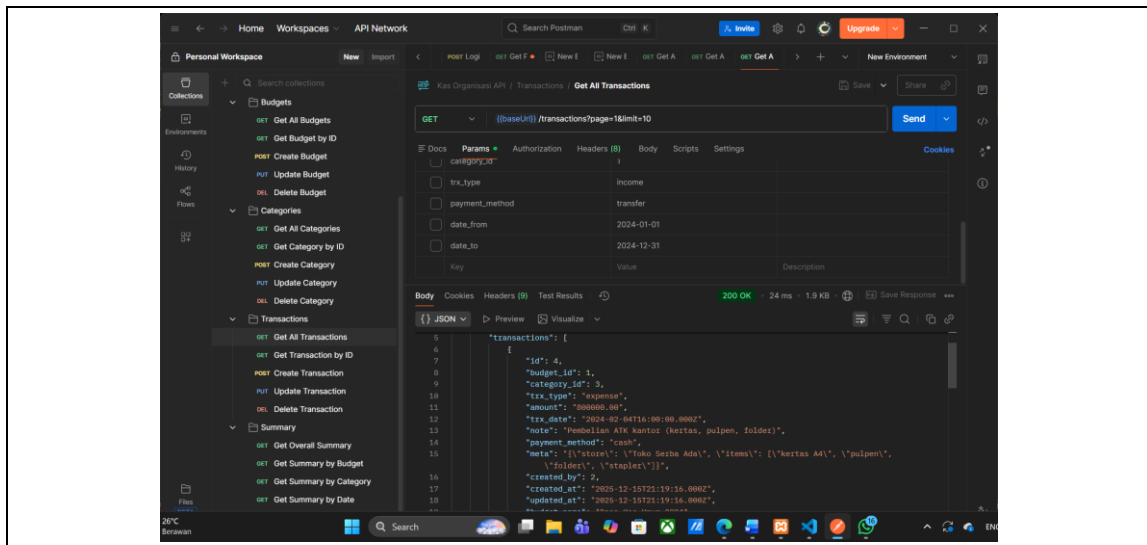 Home Workspaces API Network Search Postman Ctrl K Invite Upgrade
Personal Workspace New Import POST Logi GET Get F New E New E GET Get A GET Get A GET Get A New Environment
Search collections
Collections
Environments
History
Flows
Files
Budgets
GET Get All Budgets
GET Get Budget by ID
POST Create Budget
PUT Update Budget
DEL Delete Budget
Categories
GET Get All Categories
GET Get Category by ID
POST Create Category
PUT Update Category
DEL Delete Category
Transactions
GET Get All Transactions
GET Get Transaction by ID
POST Create Transaction
PUT Update Transaction
DEL Delete Transaction
Summary
GET Get Overall Summary
GET Get Summary by Budget
GET Get Summary by Category
GET Get Summary by Date
Kas Organisasi API / Transactions / Get All Transactions Save Share
GET {{baseUrl}} /transactions?page=1&limit=10 Send
Docs Params Authorization Headers (8) Body Scripts Settings Cookies
category_id 1
trx_type income
payment_method transfer
date_from 2024-01-01
date_to 2024-12-31
Key Value Description
Body Cookies Headers (9) Test Results 200 OK 24 ms 1.9 KB Save Response
{} JSON Preview Visualize
5 "transactions": [
6 {
7 "id": 4,
8 "budget_id": 1,
9 "category_id": 3,
10 "trx_type": "expense",
11 "amount": "800000.00",
12 "trx_date": "2024-02-04T16:00:00.000Z",
13 "note": "Pembelian ATK kantor (kertas, pulpen, folder)",
14 "payment_method": "cash",
15 "meta": "{\"store\": \"Toko Serba Ada\", \"items\": [\"kertas A4\", \"pulpen\",
\"folder\", \"stapler\"]}",
16 "created_by": 2,
17 "created_at": "2025-12-15T21:19:16.000Z",
18 "updated_at": "2025-12-15T21:19:16.000Z",
26°C
Berawan
Search
16
ENG